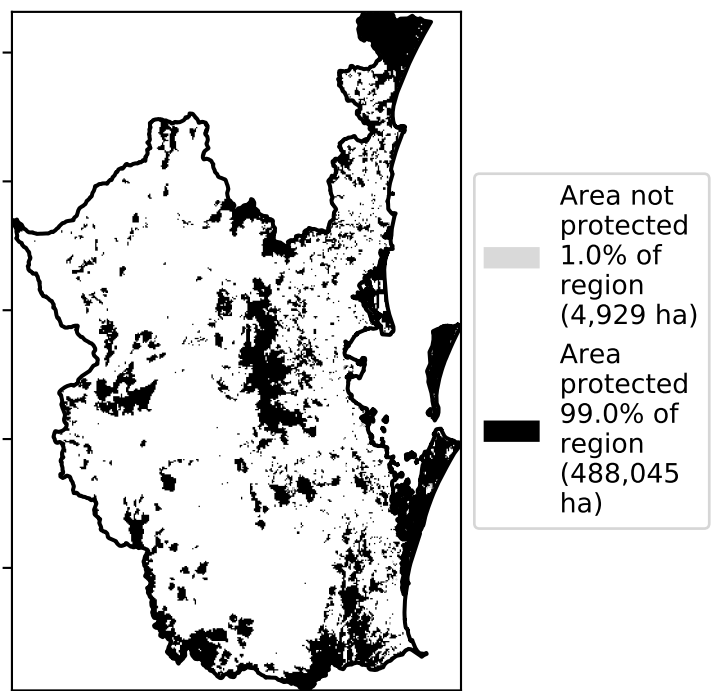 Area not
protected
1.0% of
region
(4,929 ha)
Area
protected
99.0% of
region
(488,045
ha)